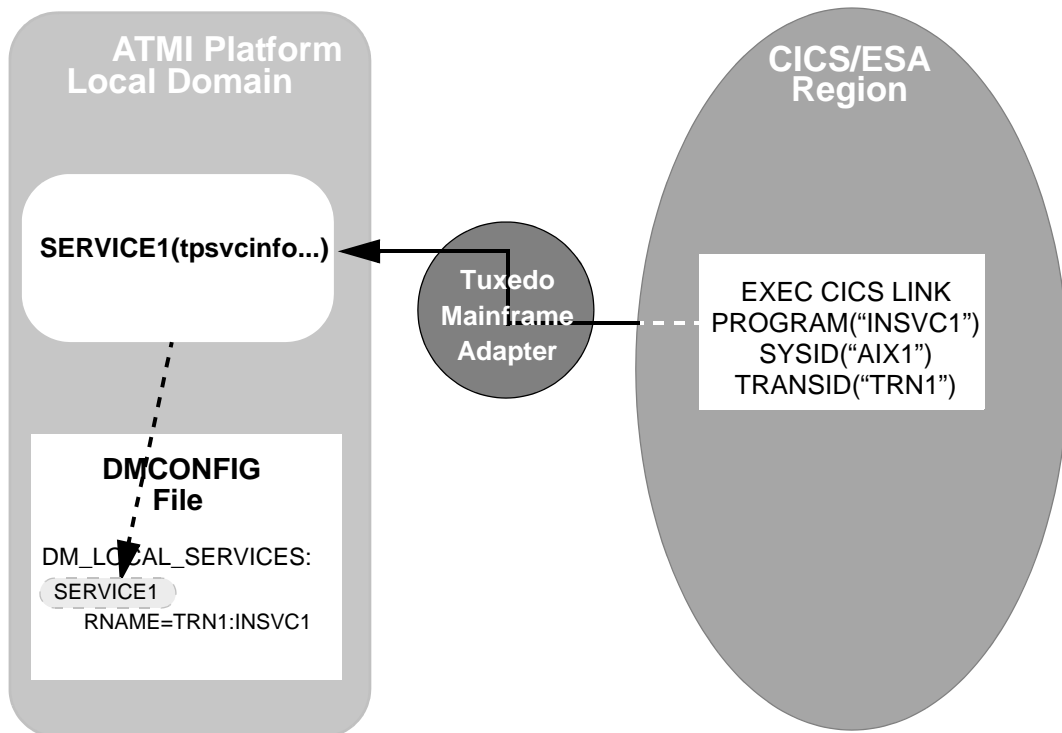 ATMI Platform
Local Domain
SERVICE1(tpsvcinfo...)
DMCONFIG
File
DM_LOCAL_SERVICES:
SERVICE1
RNAME=TRN1:INSVC1
Tuxedo
Mainframe
Adapter
CICS/ESA
Region
EXEC CICS LINK
PROGRAM(“INSVC1”)
SYSID(“AIX1”)
TRANSID(“TRN1”)